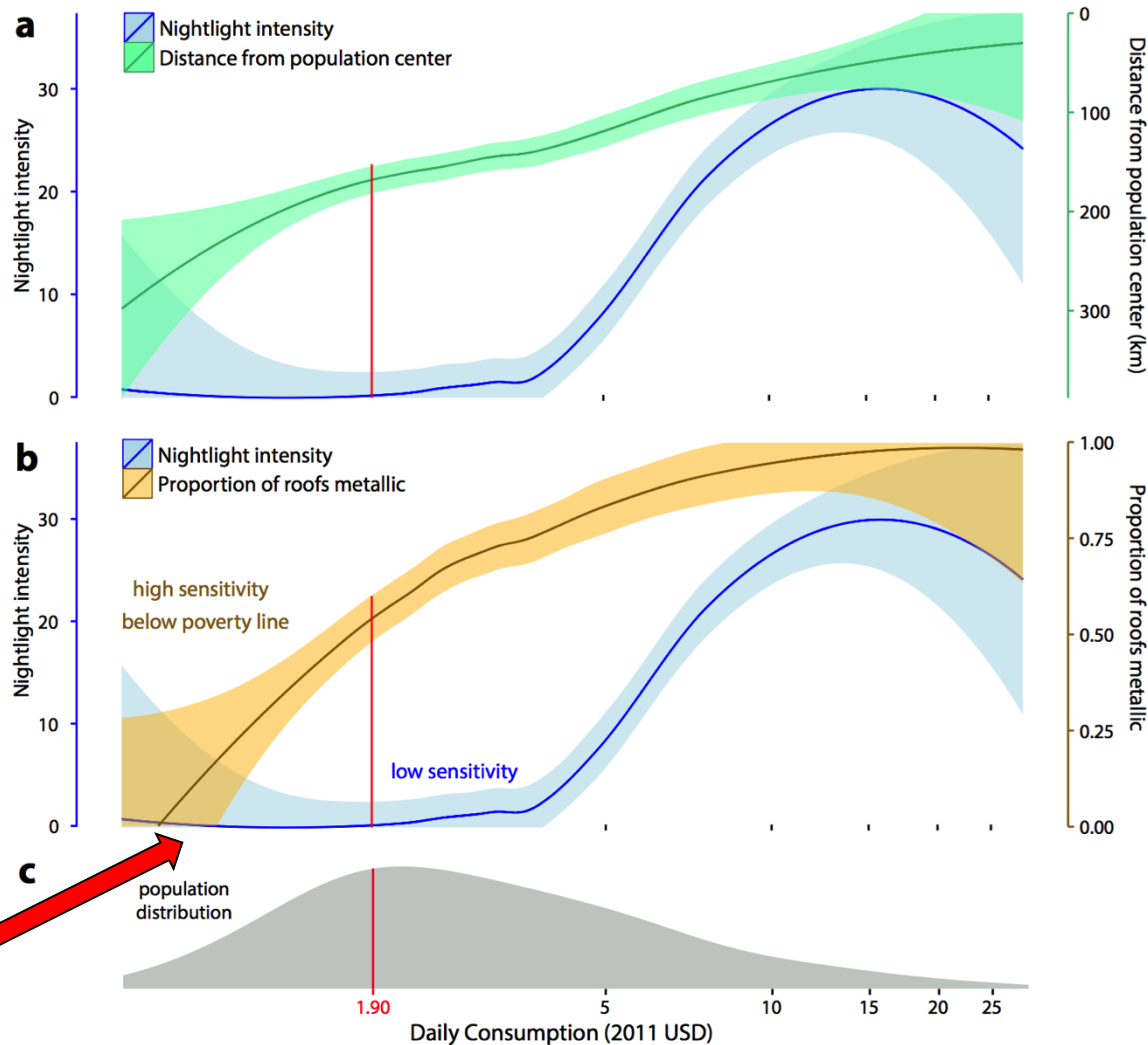 a
Nightlight intensity
Distance from population center
30
20
10
0
Nightlight intensity
0
100
200
300
Distance from population center (km)
b
Nightlight intensity
Proportion of roofs metallic
30
20
10
0
Nightlight intensity
high sensitivity
below poverty line
low sensitivity
1.00
0.75
0.50
0.25
0.00
Proportion of roofs metallic
c
population
distribution
1.90
5
10
15
20
25
Daily Consumption (2011 USD)